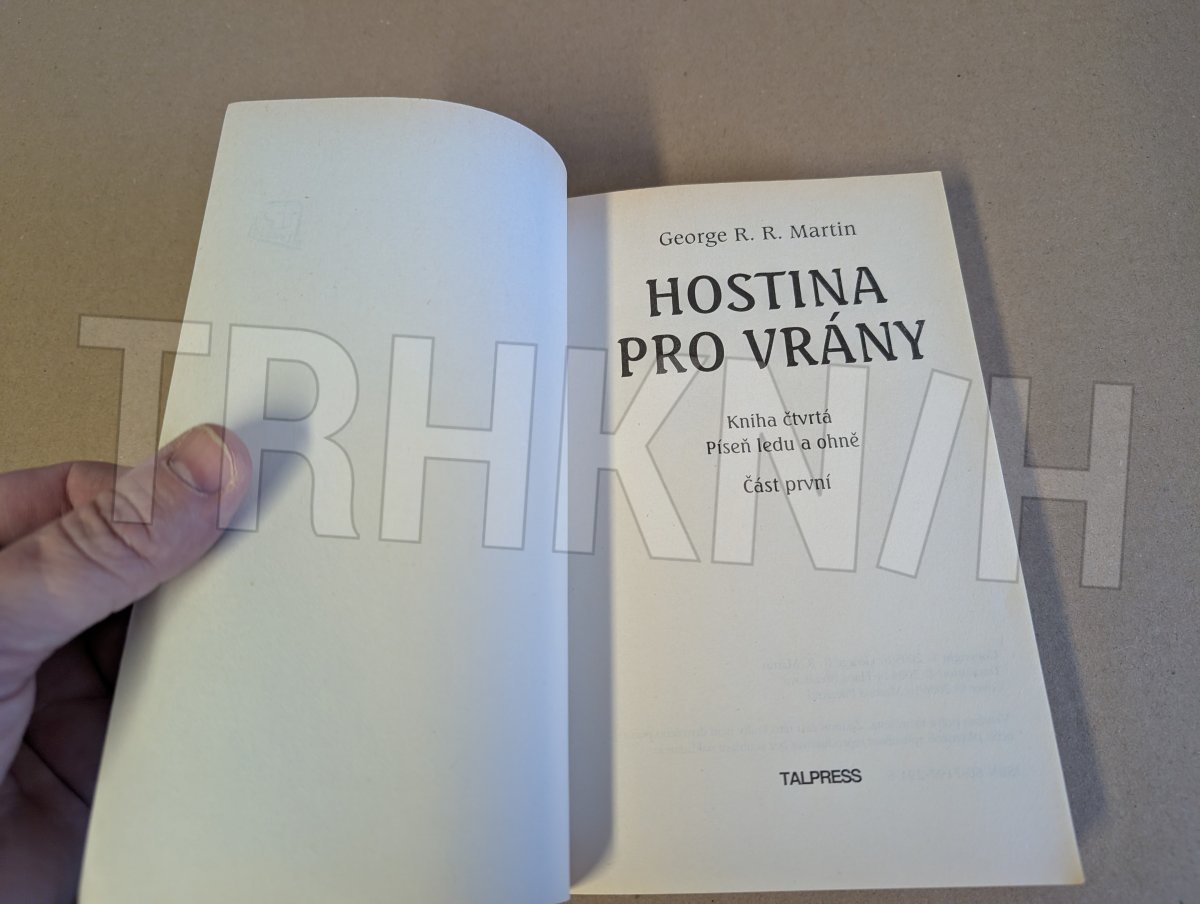 George R. R. Martin
HOSTINA
PRO VRÁNY
Kniha čtvrtá
Píseň ledu a ohně
Část první
TALPRESS
TRHKNIH